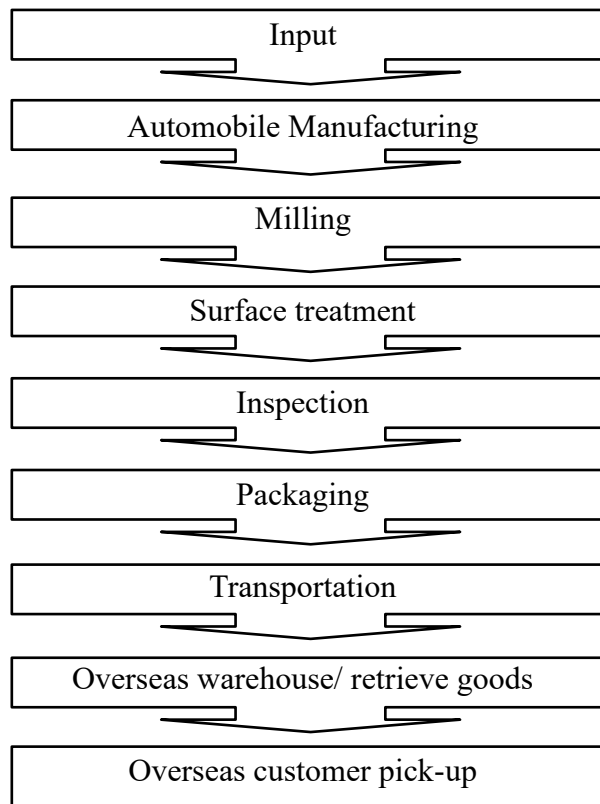 Input
Automobile Manufacturing
Milling
Surface treatment
Inspection
Packaging
Transportation
Overseas warehouse/ retrieve goods
Overseas customer pick-up